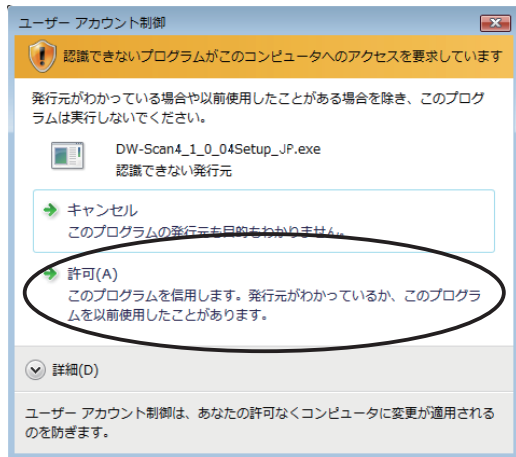 ユーザー アカウント制御
認識できないプログラムがこのコンピュータへのアクセスを要求しています
発行元がわかっている場合や以前使用したことがある場合を除き、このプログ
ラムは実行しないでください。
DW-Scan4_1_0_04Setup_JP.exe
認識できない発行元
キャンセル
このプログラムの発行元も目的もわかりません。
許可(A)
このプログラムを信用します。発行元がわかっているか、このプログラ
ムを以前使用したことがあります。
詳細(D)
ユーザー アカウント制御は、あなたの許可なくコンピュータに変更が適用される
のを防ぎます。